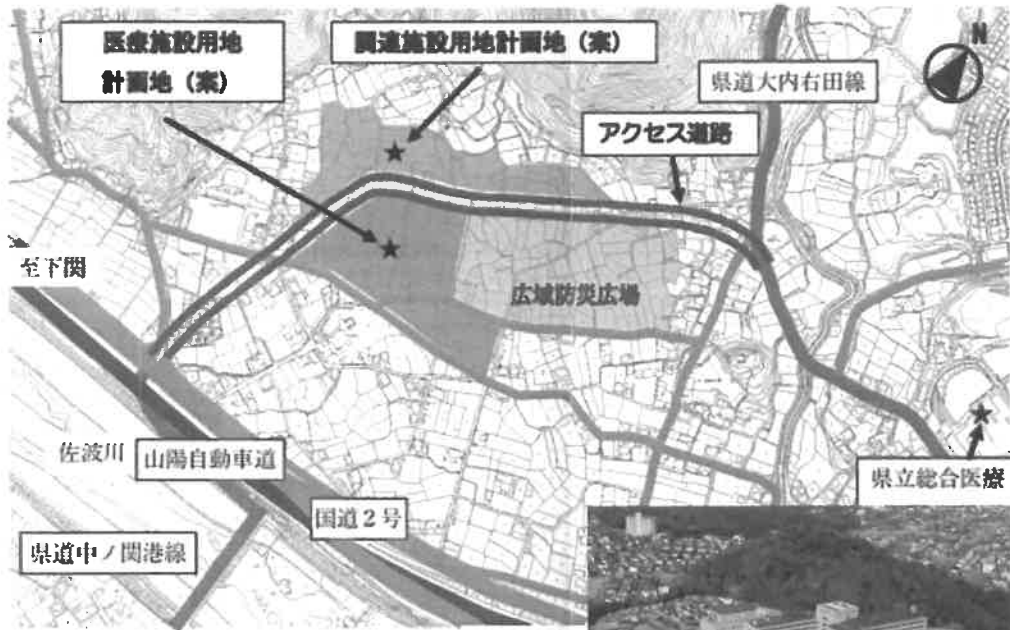 医療施設用地
計画地（案）
関連施設用地計画地（案）
N
県道大内右田線
アクセス道路
至下関
広域防災広場
佐波川
山陽自動車道
県立総合医療
国道2号
県道中ノ関港線